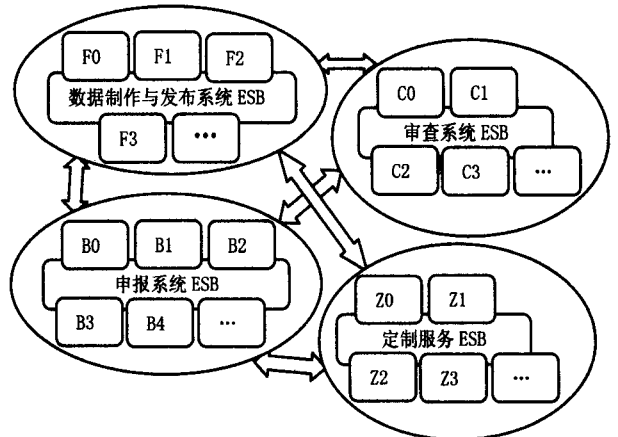 F0 F1 F2
数据制作与发布系统 ESB
F3 •••
C0 C1
审查系统 ESB
C2 C3 ...
B0 B1 B2
申报系统 ESB
B3 B4 ...
Z0 Z1
定制服务 ESB
Z2 Z3 ...